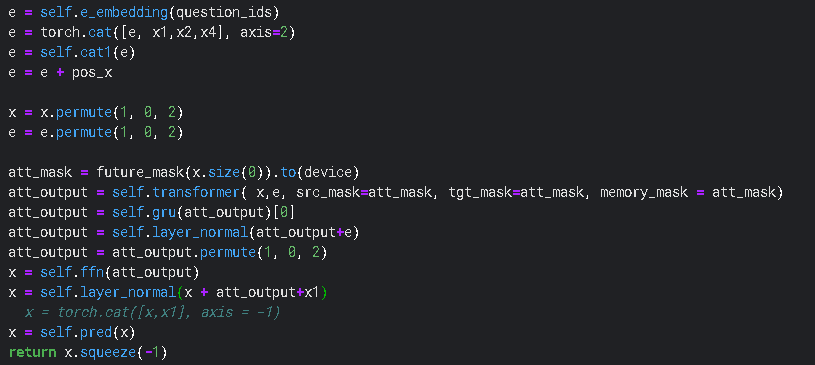 e = self.e_embedding(question_ids)
e = torch.cat([e, x1,x2,x4], axis=2)
e = self.cat1(e)
e = e + pos_x
x = x.permute(1, 0, 2)
e = e.permute(1, 0, 2)
att_mask = future_mask(x.size(0)).to(device)
att_output = self.transformer( x,e, src_mask=att_mask, tgt_mask=att_mask, memory_mask = att_mask)
att_output = self.gru(att_output)[0]
att_output = self.layer_normal(att_output+e)
att_output = att_output.permute(1, 0, 2)
x = self.ffn(att_output)
x = self.layer_normal(x + att_output+x1)
x = torch.cat([x,x1], axis = -1)
x = self.pred(x)
return x.squeeze(-1)